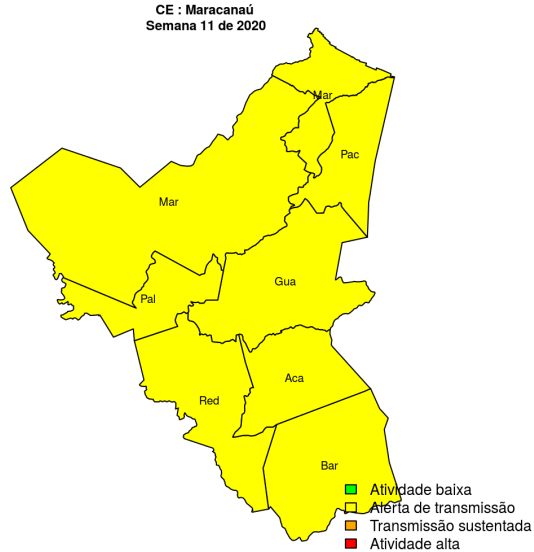 CE : Maracanaú
Semana 11 de 2020
Mar
Pac
Mar
Gua
Pal
Aca
Red
Bar
Atividade baixa
Alerta de transmissão
Transmissão sustentada
Atividade alta